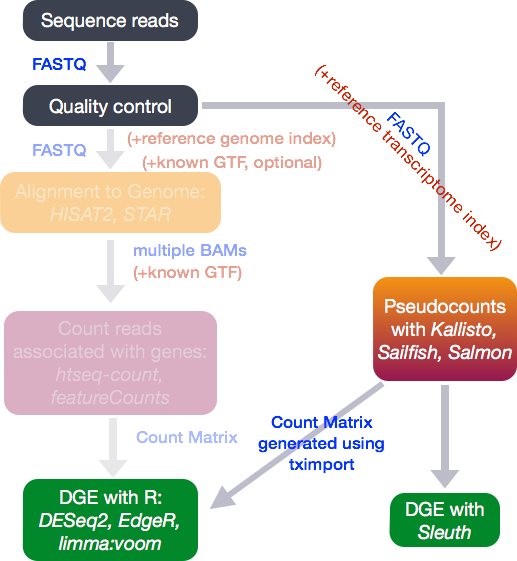 Sequence reads
FASTQ
Quality control
FASTQ
(+reference genome index)
(+known GTF, optional)
FASTQ
(+reference transcriptome index)
Alignment to Genome:
HISAT2, STAR
multiple BAMs
(+known GTF)
Pseudocounts
with Kallisto,
Sailfish, Salmon
Count reads
associated with genes:
htseq-count,
featureCounts
Count Matrix
Count Matrix
generated using
tximport
DGE with R:
DESeq2, EdgeR,
limma:voom
DGE with
Sleuth